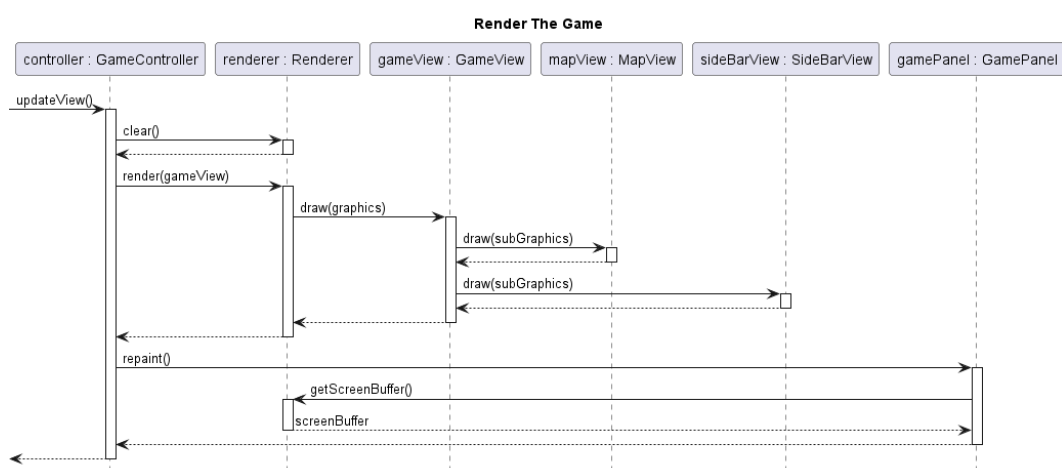 Render The Game
controller : GameController
renderer : Renderer
gameView : GameView
mapView : MapView
sideBarView : SideBarView
gamePanel : GamePanel
updateView()
clear()
render(gameView)
draw(graphics)
draw(subGraphics)
draw(subGraphics)
repaint()
getScreenBuffer()
screenBuffer